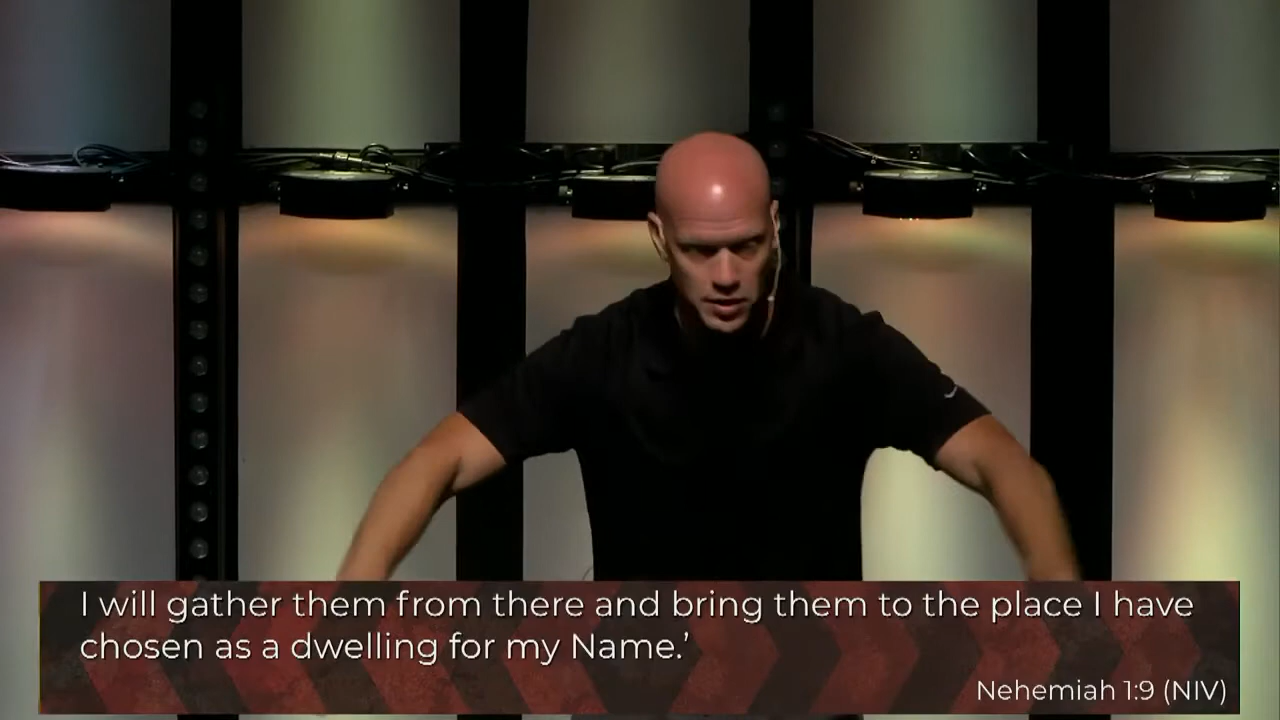 I will gather them from there and bring them to the place I have
chosen as a dwelling for my Name.’
Nehemiah 1:9 (NIV)